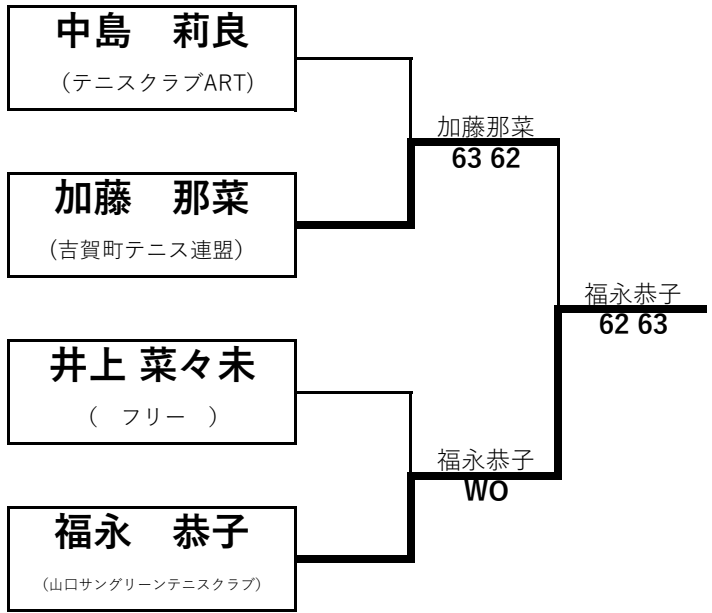 中島　莉良
（テニスクラブART）
加藤那菜
63 62
加藤　那菜
（吉賀町テニス連盟）
福永恭子
62 63
井上 菜々未
（　フリー　）
福永恭子
WO
福永　恭子
（山口サングリーンテニスクラブ）